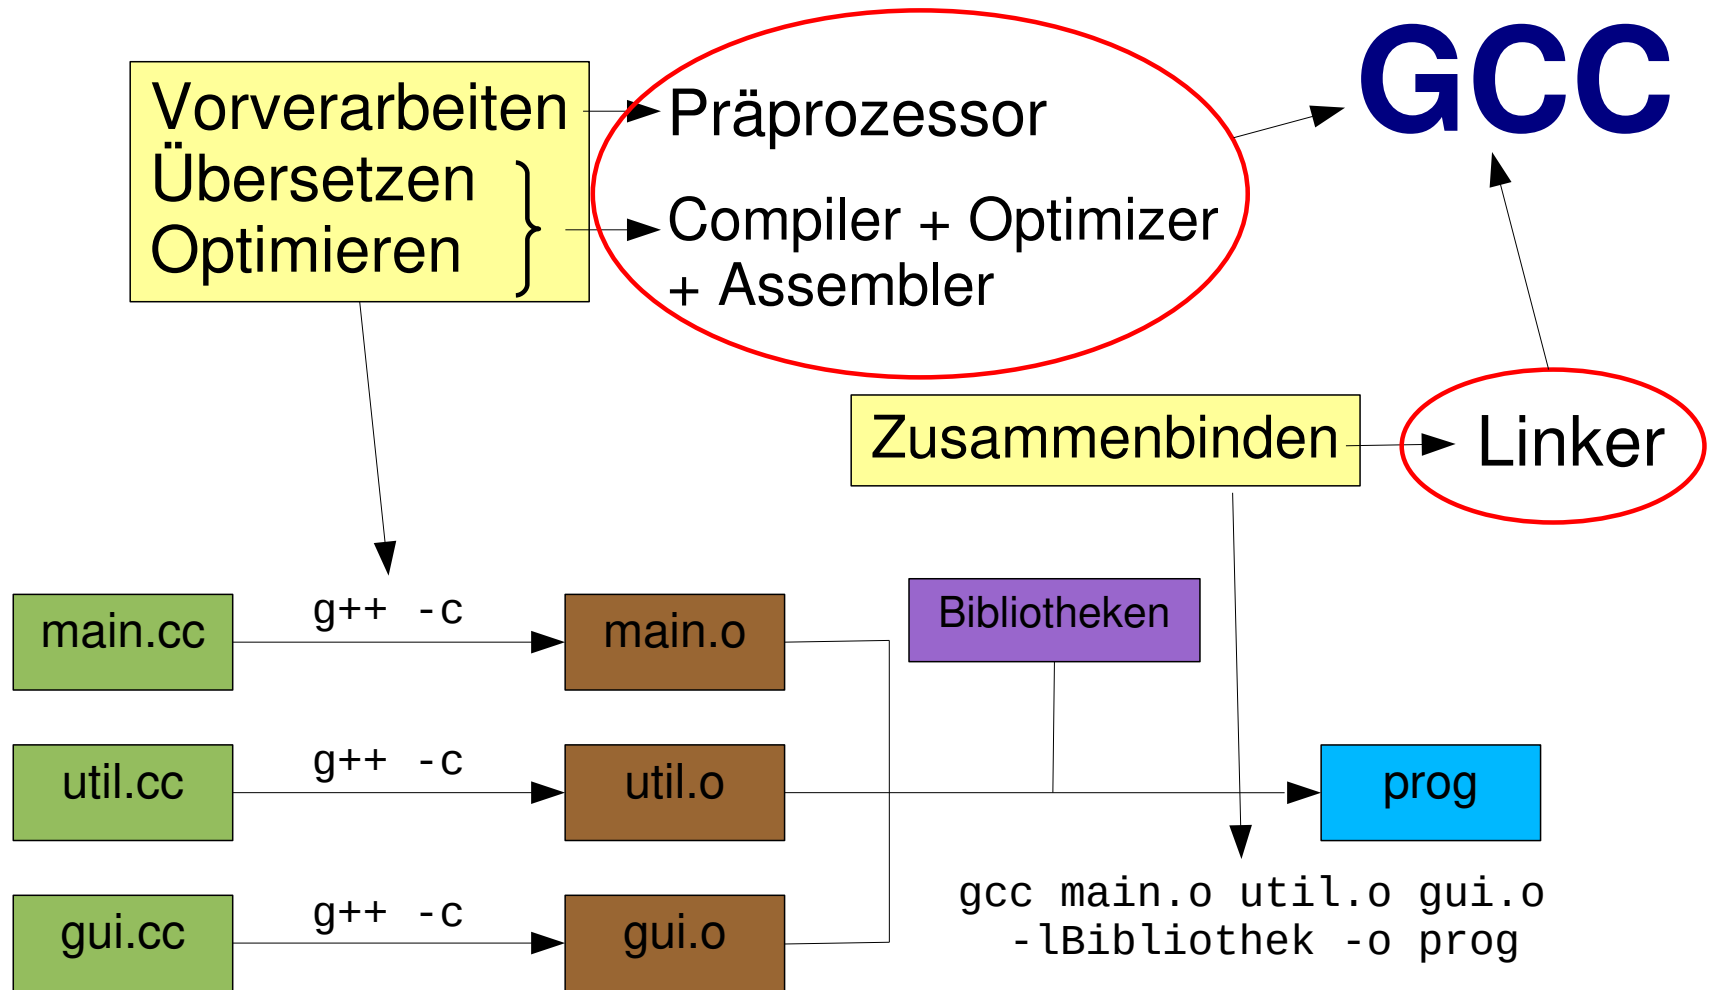 GCC
Vorverarbeiten
Übersetzen
Optimieren
Präprozessor
Compiler + Optimizer
+ Assembler
Zusammenbinden
Linker
main.cc
g++ -c
main.o
Bibliotheken
util.cc
g++ -c
util.o
prog
gui.cc
g++ -c
gui.o
gcc main.o util.o gui.o
-lBibliothek -o prog